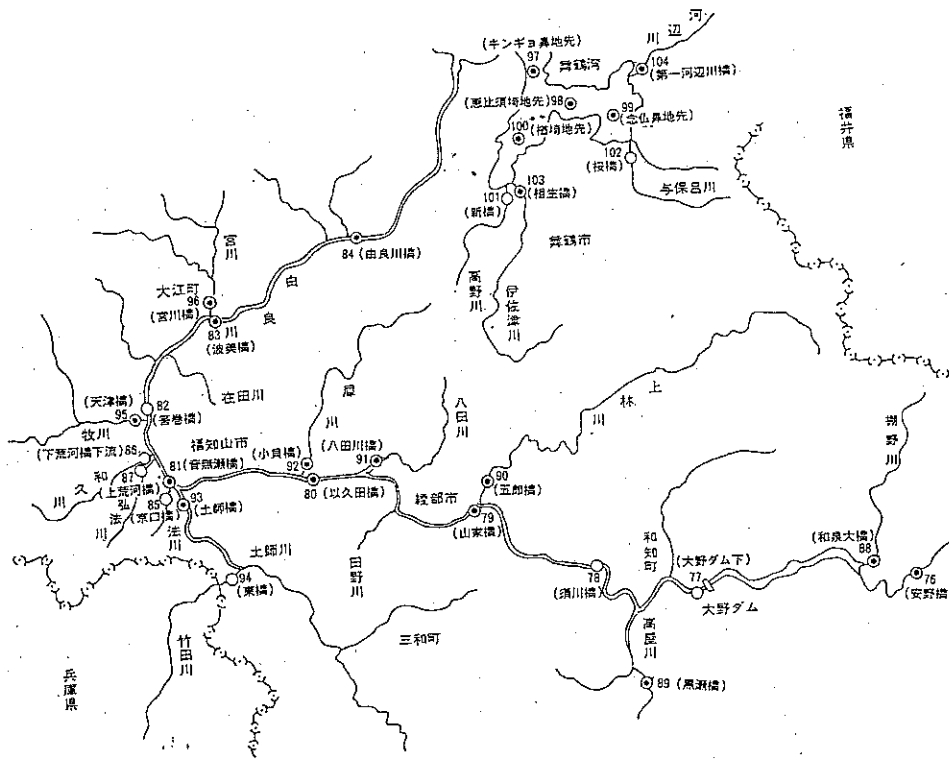 (キンギョ鼻地先)
97
舞鶴湾
河辺川
104
(第一河辺川橋)
(恵比須埼地先)98
99
(念仏鼻地先)
100
(楢埼地先)
102
(桜橋)
与保呂川
福井県
103
(相生橋)
101
(新橋)
舞鶴市
高野川
伊佐津川
84 (由良川橋)
宮川
大江町
96
(宮川橋)
83
(波美橋)
由良川
在田川
(天津橋)
95
82
(筈巻橋)
牧川
(下荒河橋下流)86
87
(上荒河橋)
和久川
弘法川
85
(京口橋)
法川
福知山市
81
(音無瀬橋)
93
(土師橋)
土師川
94
(東橋)
竹田川
兵庫県
三和町
(小貝橋)
92
犀川
(八田川橋)
91
八田川
80 (以久田橋)
綾部市
田野川
上林川
90
(五郎橋)
79
(山家橋)
78
(須川橋)
和知町
(大野ダム下)
77
大野ダム
高屋川
89 (黒瀬橋)
棚野川
(和泉大橋)
88
76
(安野橋)